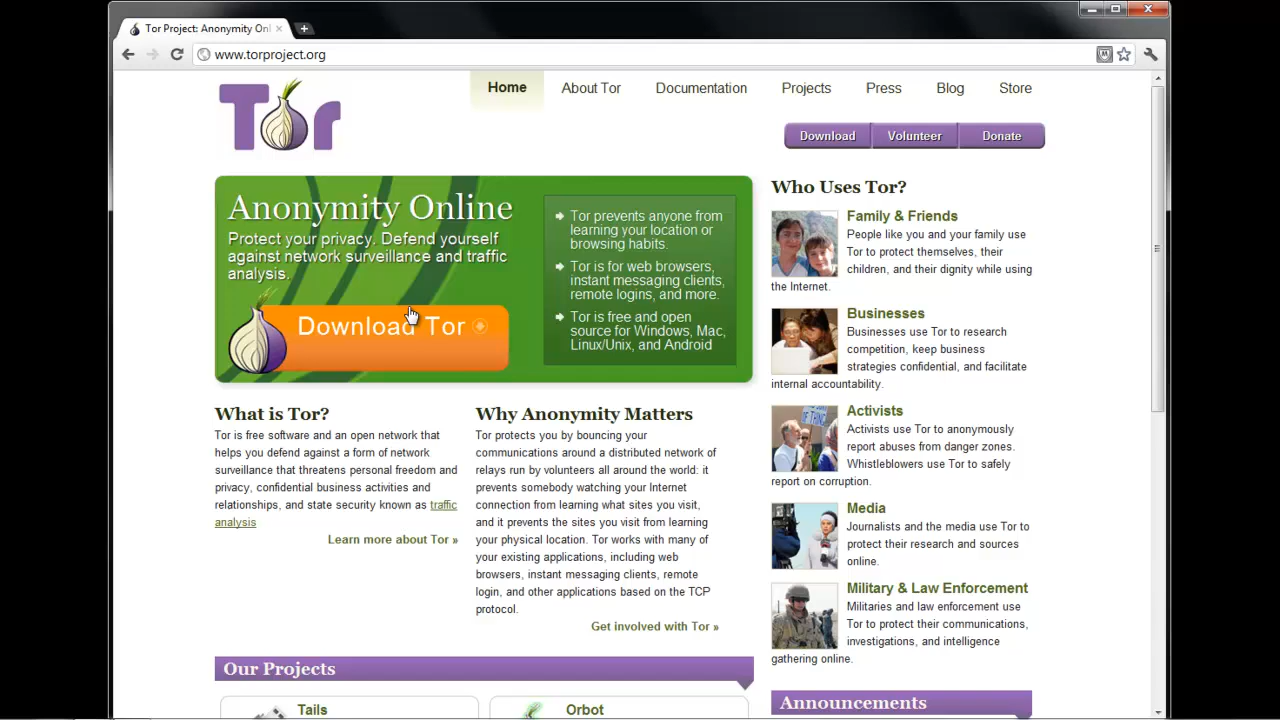 Tor Project: Anonymity Onl
www.torproject.org
Tor
Home
About Tor
Documentation
Projects
Press
Blog
Store
Download
Volunteer
Donate
Anonymity Online
Protect your privacy. Defend yourself
against network surveillance and traffic
analysis.
Download Tor
Tor prevents anyone from
learning your location or
browsing habits.
Tor is for web browsers,
instant messaging clients,
remote logins, and more.
Tor is free and open
source for Windows, Mac,
Linux/Unix, and Android
What is Tor?
Tor is free software and an open network that
helps you defend against a form of network
surveillance that threatens personal freedom and
privacy, confidential business activities and
relationships, and state security known as traffic
analysis
Learn more about Tor »
Why Anonymity Matters
Tor protects you by bouncing your
communications around a distributed network of
relays run by volunteers all around the world: it
prevents somebody watching your Internet
connection from learning what sites you visit,
and it prevents the sites you visit from learning
your physical location. Tor works with many of
your existing applications, including web
browsers, instant messaging clients, remote
login, and other applications based on the TCP
protocol.
Get involved with Tor »
Who Uses Tor?
Family & Friends
People like you and your family use
Tor to protect themselves, their
children, and their dignity while using
the Internet.
Businesses
Businesses use Tor to research
competition, keep business
strategies confidential, and facilitate
internal accountability.
Activists
Activists use Tor to anonymously
report abuses from danger zones.
Whistleblowers use Tor to safely
report on corruption.
Media
Journalists and the media use Tor to
protect their research and sources
online.
Military & Law Enforcement
Militaries and law enforcement use
Tor to protect their communications,
investigations, and intelligence
gathering online.
Our Projects
Tails
Orbot
Announcements